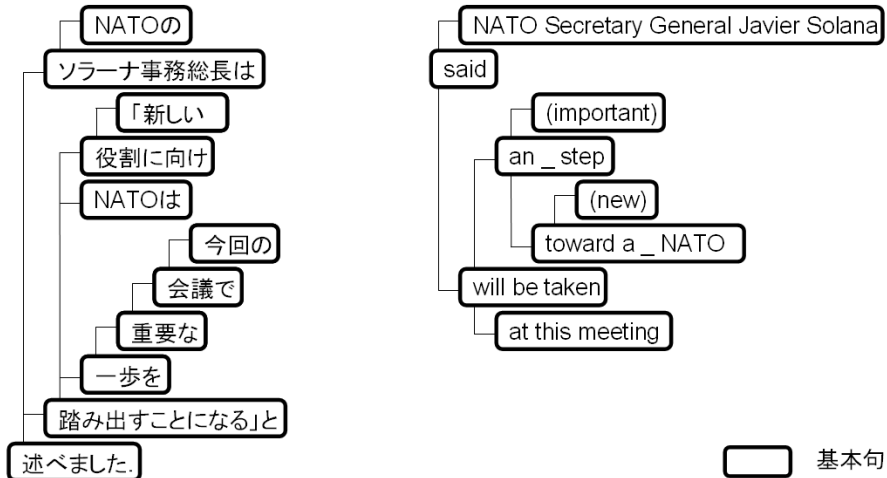 NATOの
ソラーナ事務総長は
「新しい
役割に向け
NATOは
今回の
会議で
重要な
一歩を
踏み出すことになる」と
述べました.
NATO Secretary General Javier Solana
said
(important)
an _ step
(new)
toward a _ NATO
will be taken
at this meeting
基本句